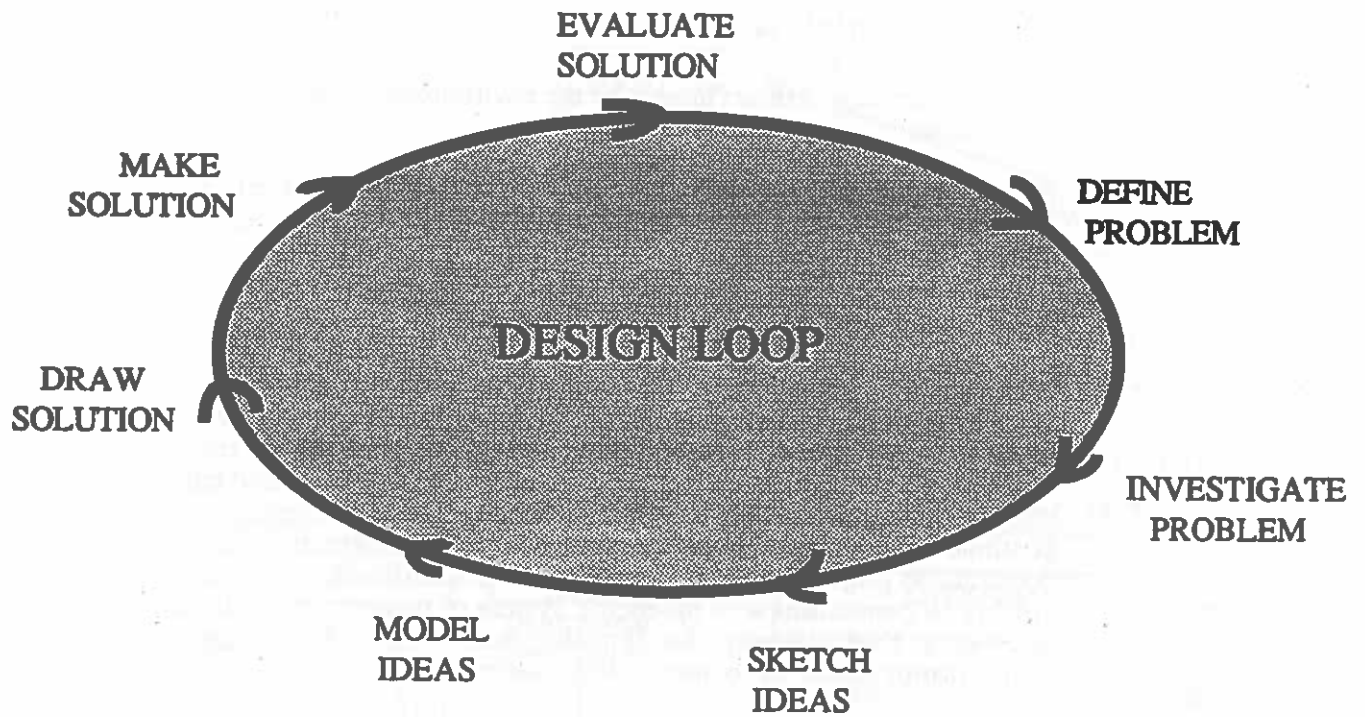 EVALUATE
SOLUTION
MAKE
SOLUTION
DEFINE
PROBLEM
DESIGN LOOP
DRAW
SOLUTION
INVESTIGATE
PROBLEM
MODEL
IDEAS
SKETCH
IDEAS